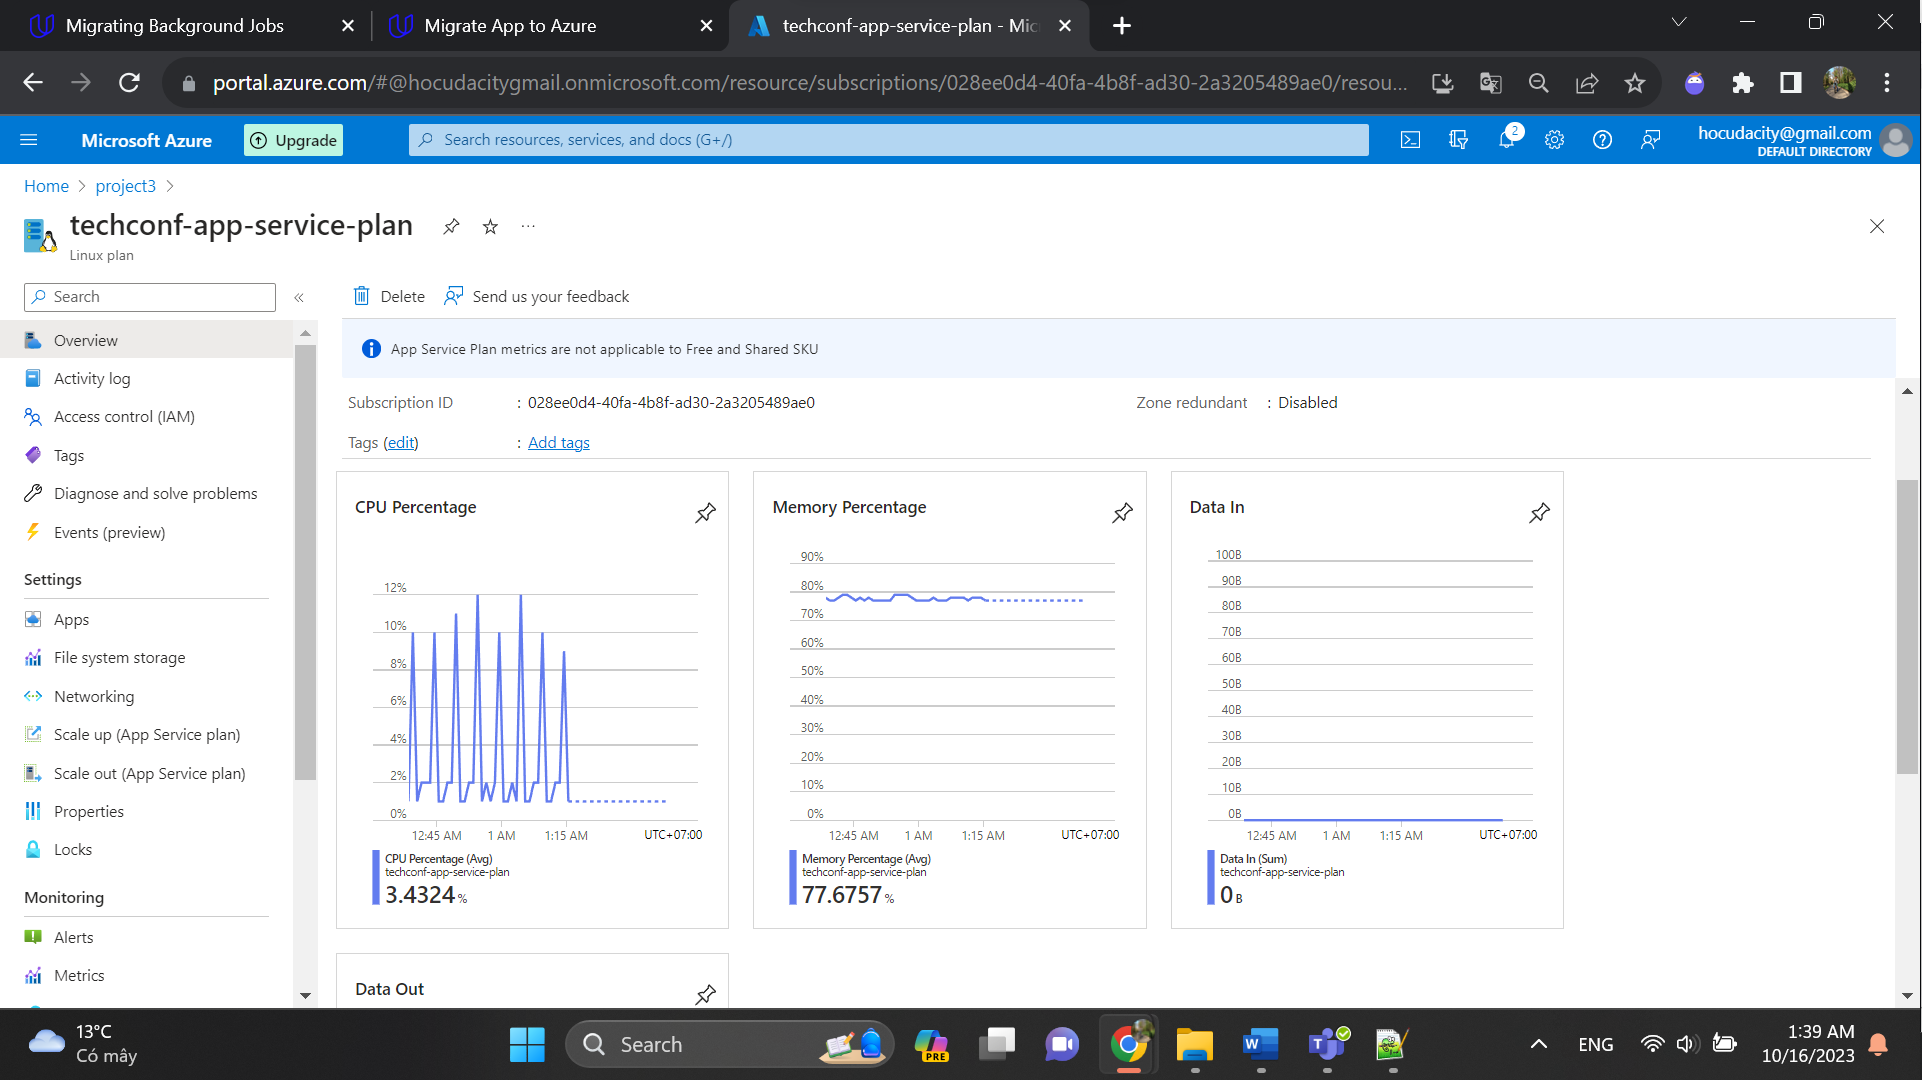 Migrating Background Jobs
Migrate App to Azure
techconf-app-service-plan - Mic
portal.azure.com/#@hocudacitygmail.onmicrosoft.com/resource/subscriptions/028ee0d4-40fa-4b8f-ad30-2a3205489ae0/resou...
Microsoft Azure
Upgrade
Search resources, services, and docs (G+/)
2
hocudacity@gmail.com
DEFAULT DIRECTORY
Home
project3
techconf-app-service-plan
Linux plan
Search
Delete
Send us your feedback
App Service Plan metrics are not applicable to Free and Shared SKU
Overview
Activity log
Access control (IAM)
Tags
Diagnose and solve problems
Events (preview)
Settings
Apps
File system storage
Networking
Scale up (App Service plan)
Scale out (App Service plan)
Properties
Locks
Monitoring
Alerts
Metrics
Subscription ID : 028ee0d4-40fa-4b8f-ad30-2a3205489ae0
Zone redundant : Disabled
Tags (edit) : Add tags
CPU Percentage
12%
10%
8%
6%
4%
2%
0%
12:45 AM 1 AM 1:15 AM UTC+07:00
CPU Percentage (Avg)
techconf-app-service-plan
3.4324 %
Memory Percentage
90%
80%
70%
60%
50%
40%
30%
20%
10%
0%
12:45 AM 1 AM 1:15 AM UTC+07:00
Memory Percentage (Avg)
techconf-app-service-plan
77.6757 %
Data In
100B
90B
80B
70B
60B
50B
40B
30B
20B
10B
0B
12:45 AM 1 AM 1:15 AM UTC+07:00
Data In (Sum)
techconf-app-service-plan
0 B
Data Out
13°C
Có mây
Search
PRE
ENG
1:39 AM
10/16/2023